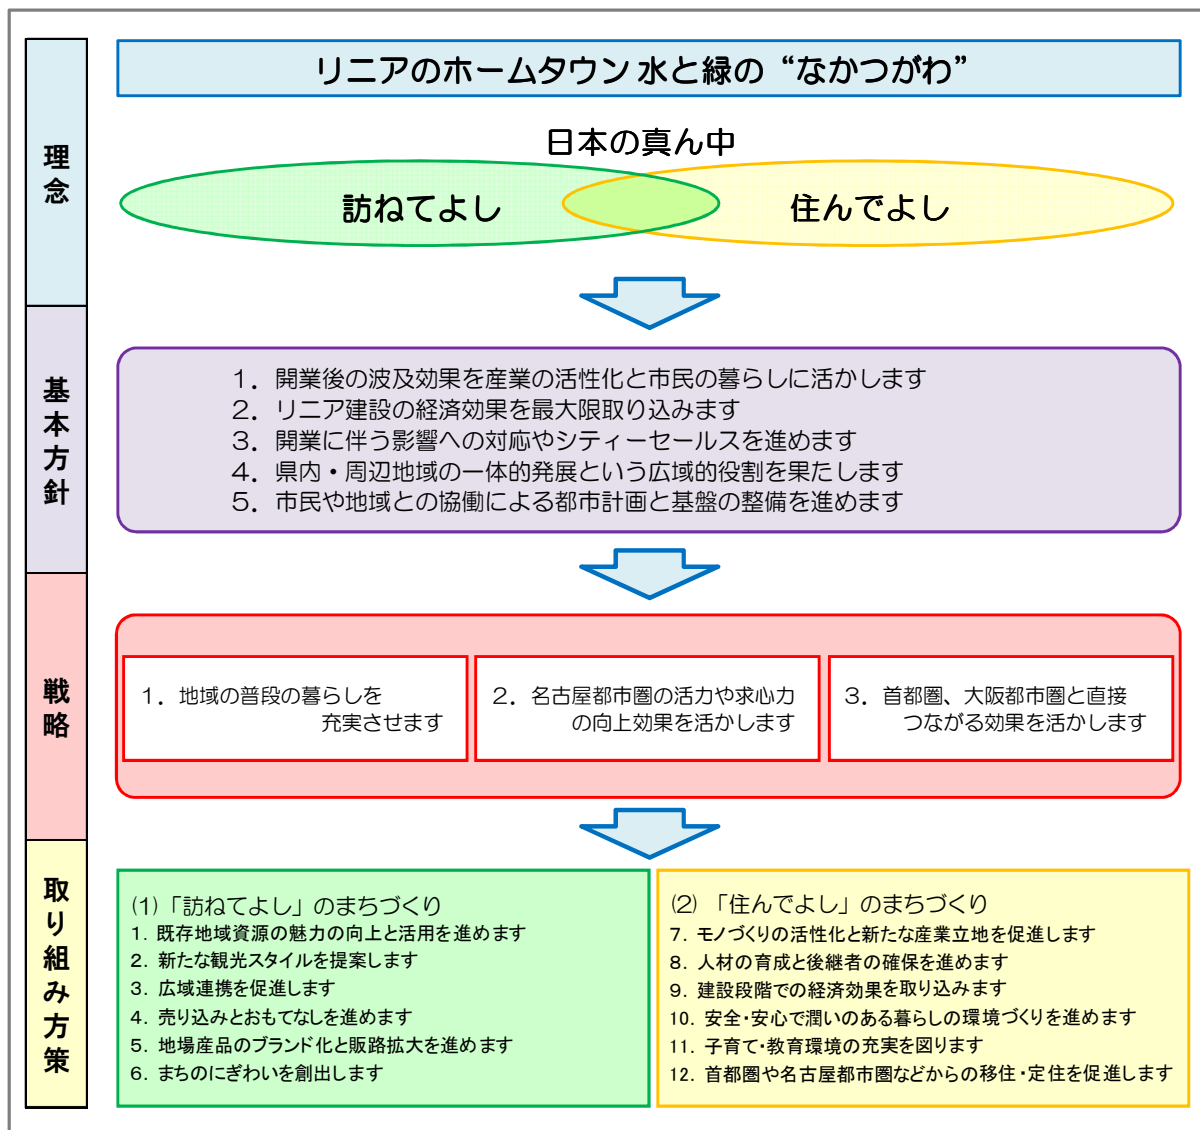 理念
リニアのホームタウン 水と緑の “なかつがわ”
日本の真ん中
訪ねてよし
住んでよし
基本方針
１．開業後の波及効果を産業の活性化と市民の暮らしに活かします
２．リニア建設の経済効果を最大限取り込みます
３．開業に伴う影響への対応やシティーセールスを進めます
４．県内・周辺地域の一体的発展という広域的役割を果たします
５．市民や地域との協働による都市計画と基盤の整備を進めます
戦略
１．地域の普段の暮らしを
充実させます
２．名古屋都市圏の活力や求心力
の向上効果を活かします
３．首都圏、大阪都市圏と直接
つながる効果を活かします
取り組み方策
⑴「訪ねてよし」のまちづくり
1. 既存地域資源の魅力の向上と活用を進めます
2. 新たな観光スタイルを提案します
3. 広域連携を促進します
4. 売り込みとおもてなしを進めます
5. 地場産品のブランド化と販路拡大を進めます
6. まちのにぎわいを創出します
⑵ 「住んでよし」のまちづくり
7. モノづくりの活性化と新たな産業立地を促進します
8. 人材の育成と後継者の確保を進めます
9. 建設段階での経済効果を取り込みます
10. 安全・安心で潤いのある暮らしの環境づくりを進めます
11. 子育て・教育環境の充実を図ります
12. 首都圏や名古屋都市圏などからの移住・定住を促進します